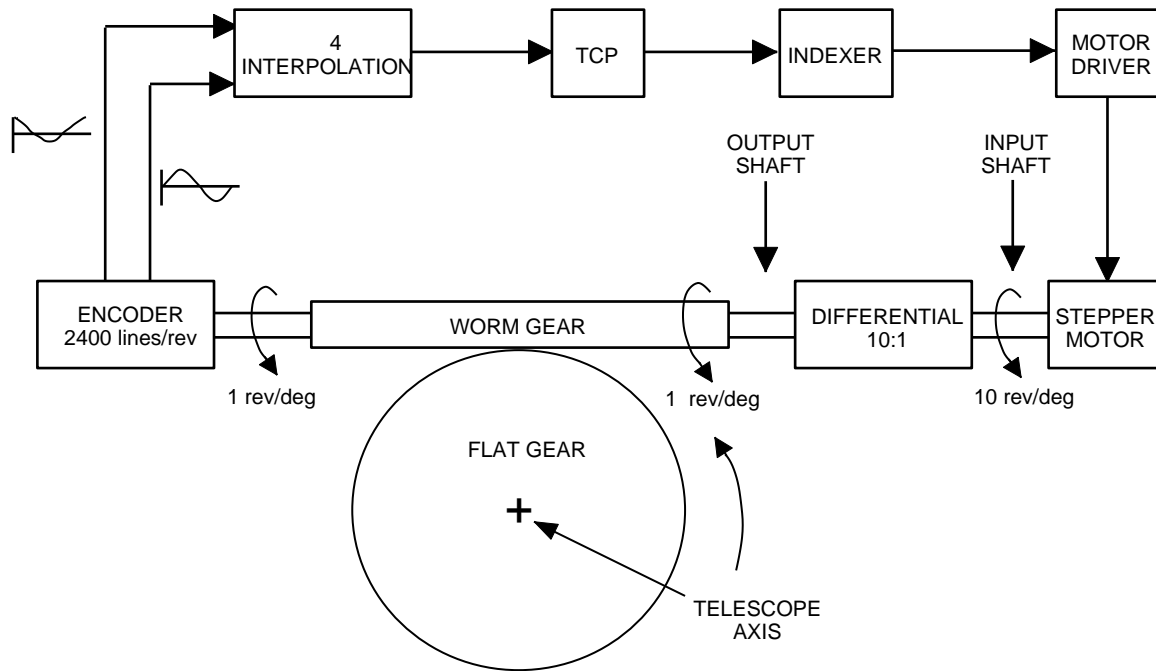 4
INTERPOLATION
TCP
INDEXER
MOTOR
DRIVER
OUTPUT
SHAFT
INPUT
SHAFT
ENCODER
2400 lines/rev
WORM GEAR
DIFFERENTIAL
10:1
STEPPER
MOTOR
1 rev/deg
1 rev/deg
10 rev/deg
FLAT GEAR
TELESCOPE
AXIS